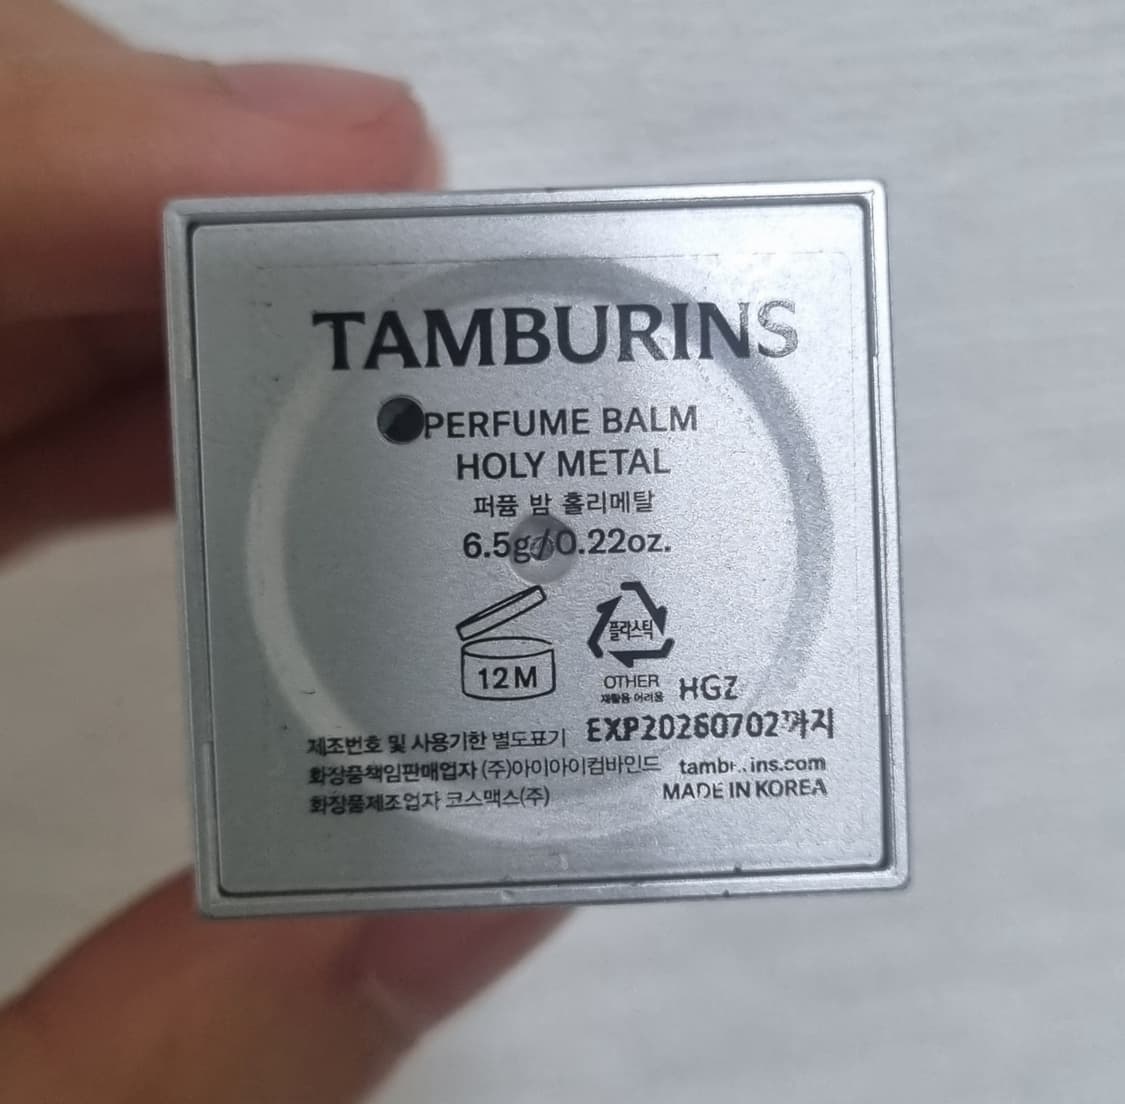 TAMBURINS
PERFUME BALM
HOLY METAL
퍼퓸 밤 홀리메탈
6.5g/0.22oz.
12M
플라스틱
OTHER
재활용 어려움
HGZ
EXP20260702까지
제조번호 및 사용기한 별도표기
화장품책임판매업자 (주)아이아이컴바인드
화장품제조업자 코스맥스(주)
MADE IN KOREA